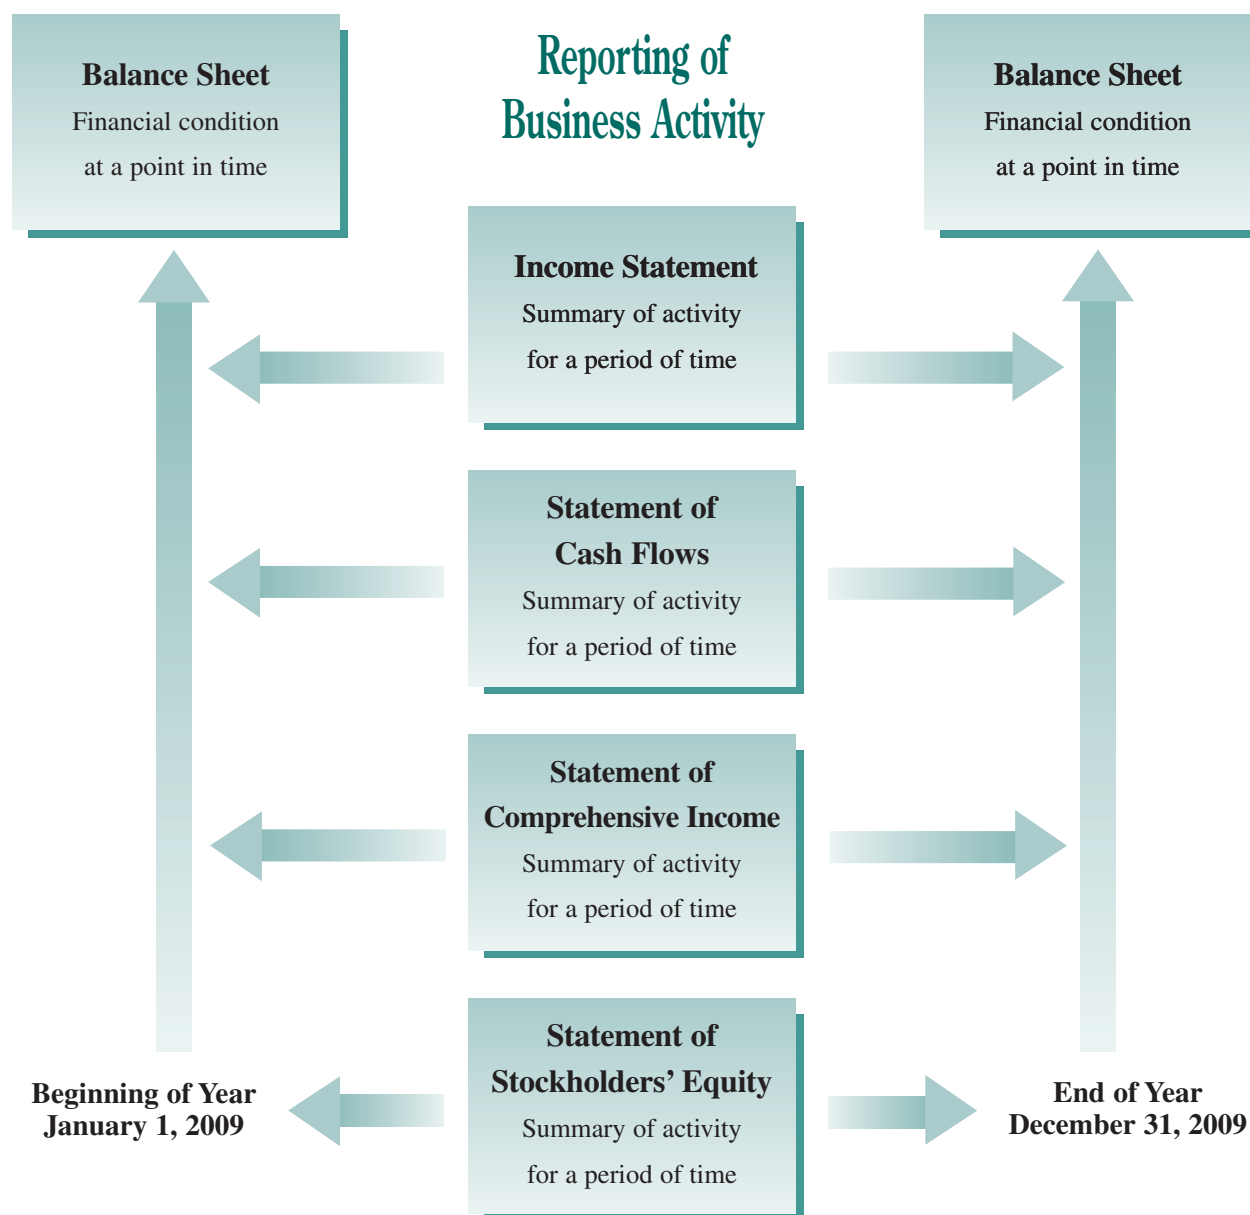 Balance Sheet
Financial condition
at a point in time
Reporting of
Business Activity
Balance Sheet
Financial condition
at a point in time
Income Statement
Summary of activity
for a period of time
Statement of
Cash Flows
Summary of activity
for a period of time
Statement of
Comprehensive Income
Summary of activity
for a period of time
Beginning of Year
January 1, 2009
Statement of
Stockholders’ Equity
Summary of activity
for a period of time
End of Year
December 31, 2009